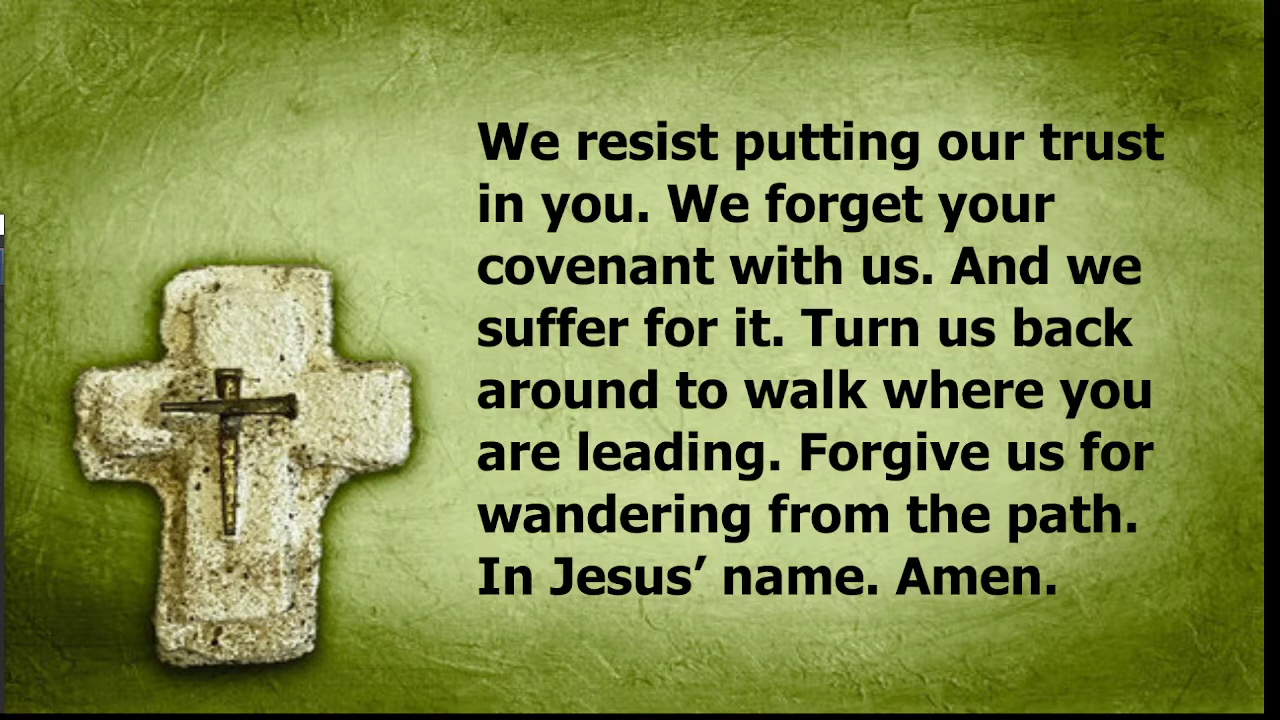 We resist putting our trust
in you. We forget your
covenant with us. And we
suffer for it. Turn us back
around to walk where you
are leading. Forgive us for
wandering from the path.
In Jesus’ name. Amen.